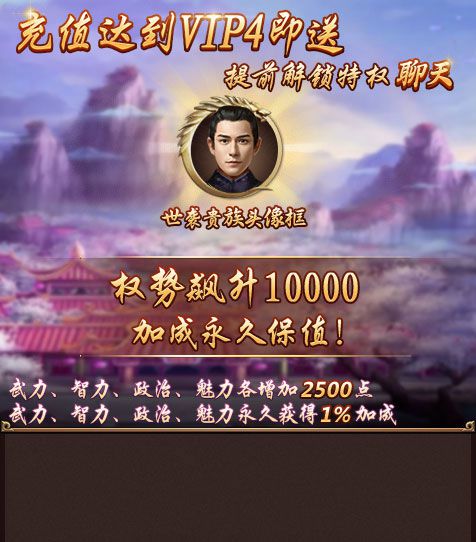 充值达到VIP4即送
提前解锁特权聊天
世袭貴族头像框
权势飙升10000
加成永久保值!
武力、智力、政治、魅力各增加2500点
武力、智力、政治、魅力永久获得1%加成